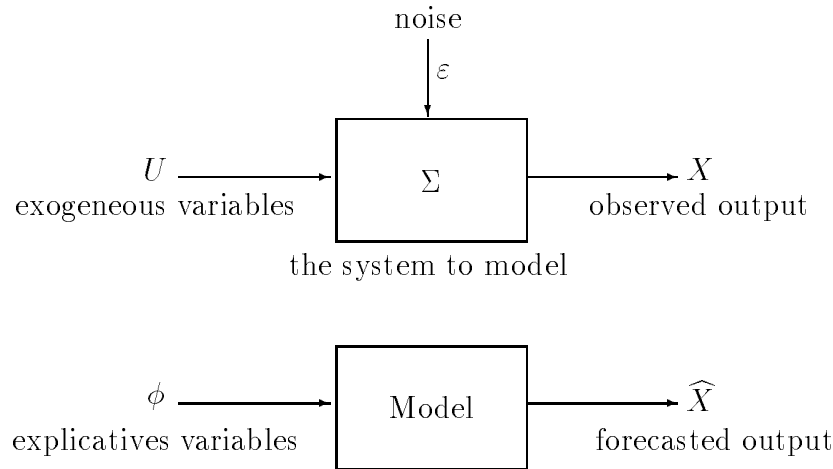 noise
ε
U
Σ
X
exogeneous variables
observed output
the system to model
ϕ
Model
X̂
explicatives variables
forecasted output